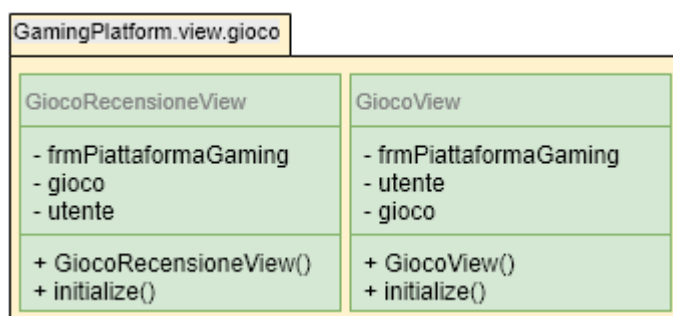 GamingPlatform.view.gioco
GiocoRecensioneView
- frmPiattaformaGaming
- gioco
- utente
+ GiocoRecensioneView()
+ initialize()
GiocoView
- frmPiattaformaGaming
- utente
- gioco
+ GiocoView()
+ initialize()